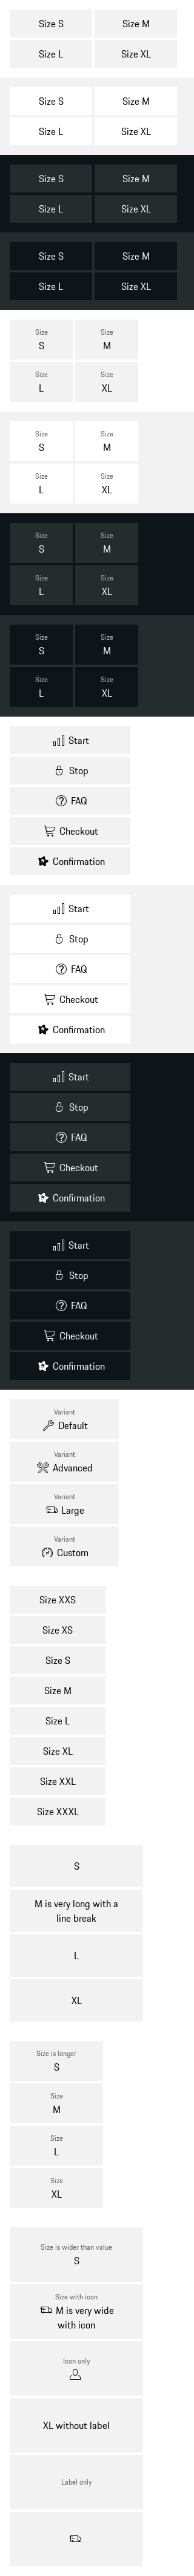 Size S Size M
Size L Size XL
Size S Size M
Size L Size XL
Size S Size M
Size L Size XL
Size S Size M
Size L Size XL
Size Size
S M
Size Size
L XL
Size Size
S M
Size Size
L XL
Size Size
S M
Size Size
L XL
Size Size
S M
Size Size
L XL
Start
Stop
FAQ
Checkout
Confirmation
Start
Stop
FAQ
Checkout
Confirmation
Start
Stop
FAQ
Checkout
Confirmation
Start
Stop
FAQ
Checkout
Confirmation
Variant
Default
Variant
Advanced
Variant
Large
Variant
Custom
Size XXS
Size XS
Size S
Size M
Size L
Size XL
Size XXL
Size XXXL
S
M is very long with a
line break
L
XL
Size is longer
S
Size
M
Size
L
Size
XL
Size is wider than value
S
Size with icon
M is very wide
with icon
Icon only
XL without label
Label only